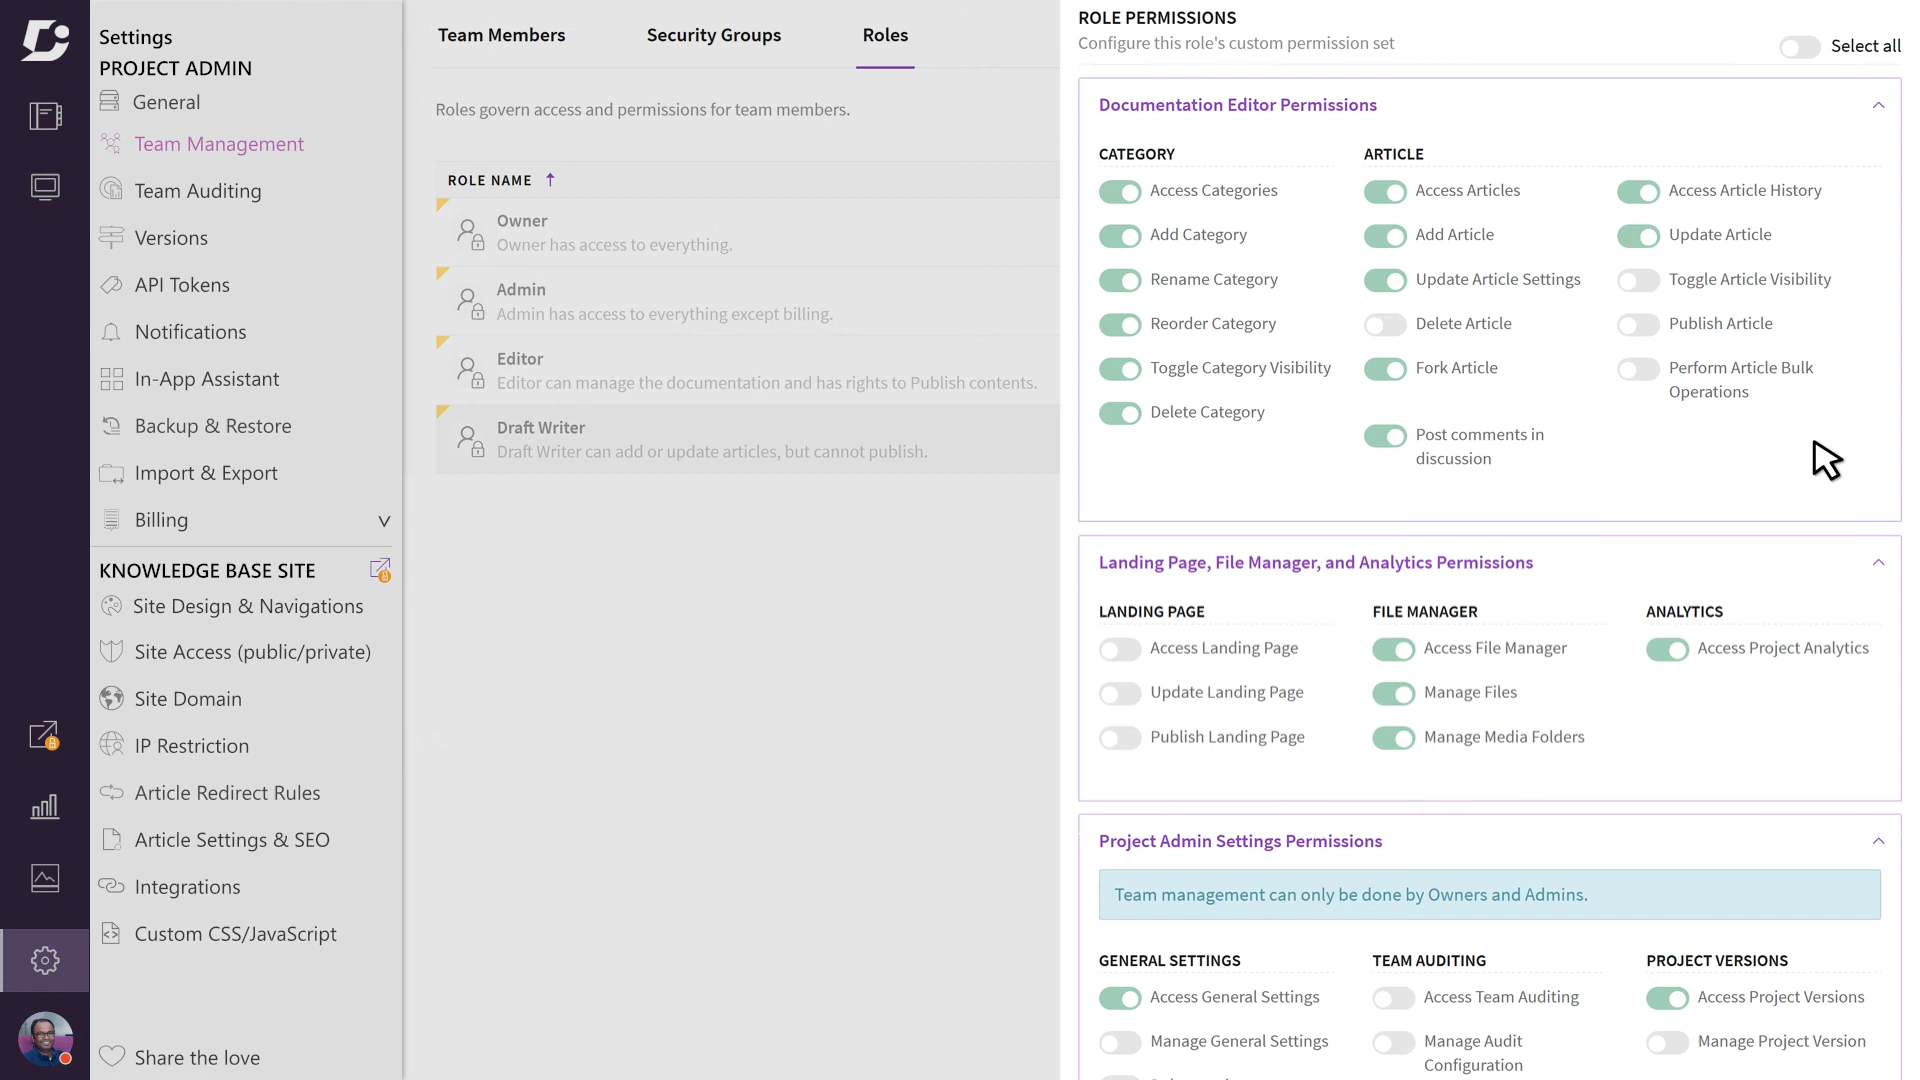 Settings
PROJECT ADMIN
General
Team Management
Team Auditing
Versions
API Tokens
Notifications
In-App Assistant
Backup & Restore
Import & Export
Billing
KNOWLEDGE BASE SITE
Site Design & Navigations
Site Access (public/private)
Site Domain
IP Restriction
Article Redirect Rules
Article Settings & SEO
Integrations
Custom CSS/JavaScript
Share the love
Team Members
Security Groups
Roles
Roles govern access and permissions for team members.
ROLE NAME
Owner
Owner has access to everything.
Admin
Admin has access to everything except billing.
Editor
Editor can manage the documentation and has rights to Publish contents.
Draft Writer
Draft Writer can add or update articles, but cannot publish.
ROLE PERMISSIONS
Configure this role's custom permission set
Select all
Documentation Editor Permissions
CATEGORY
Access Categories
Add Category
Rename Category
Reorder Category
Toggle Category Visibility
Delete Category
ARTICLE
Access Articles
Add Article
Update Article Settings
Delete Article
Fork Article
Post comments in
discussion
Access Article History
Update Article
Toggle Article Visibility
Publish Article
Perform Article Bulk
Operations
Landing Page, File Manager, and Analytics Permissions
LANDING PAGE
Access Landing Page
Update Landing Page
Publish Landing Page
FILE MANAGER
Access File Manager
Manage Files
Manage Media Folders
ANALYTICS
Access Project Analytics
Project Admin Settings Permissions
Team management can only be done by Owners and Admins.
GENERAL SETTINGS
Access General Settings
Manage General Settings
TEAM AUDITING
Access Team Auditing
Manage Audit
Configuration
PROJECT VERSIONS
Access Project Versions
Manage Project Version